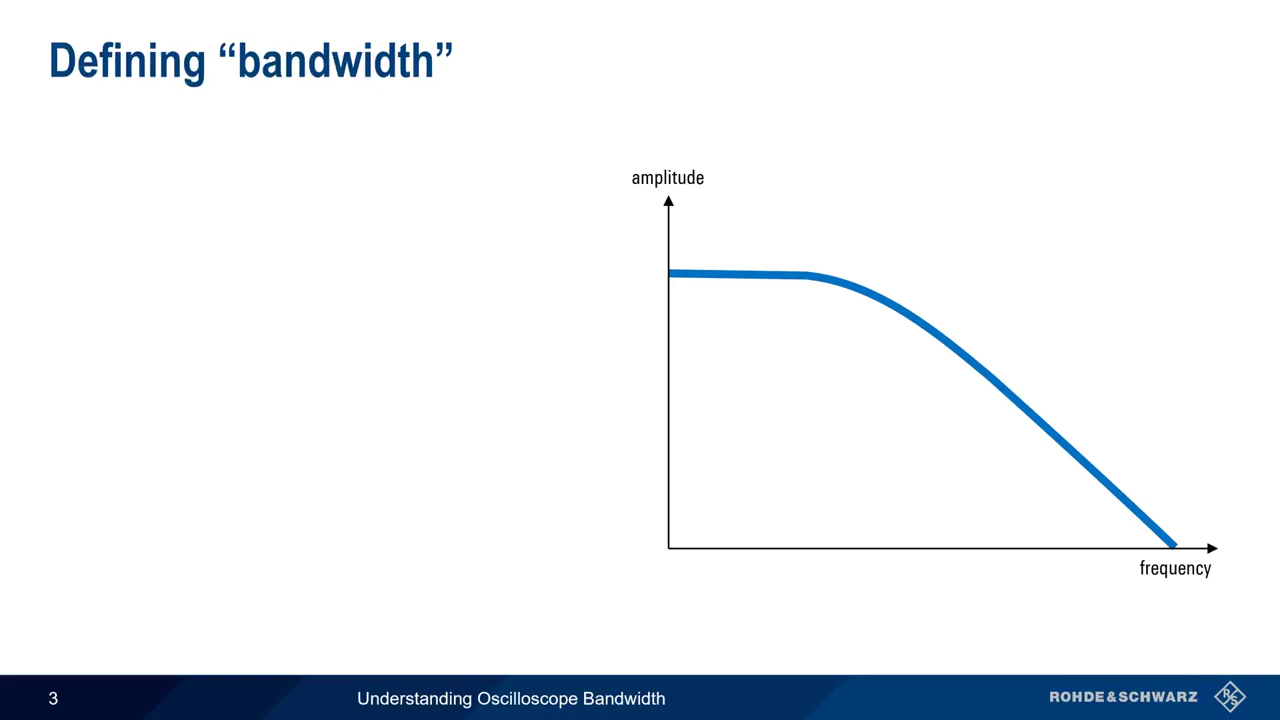 Defining “bandwidth”
amplitude
frequency
3
Understanding Oscilloscope Bandwidth
ROHDE&SCHWARZ
R
S